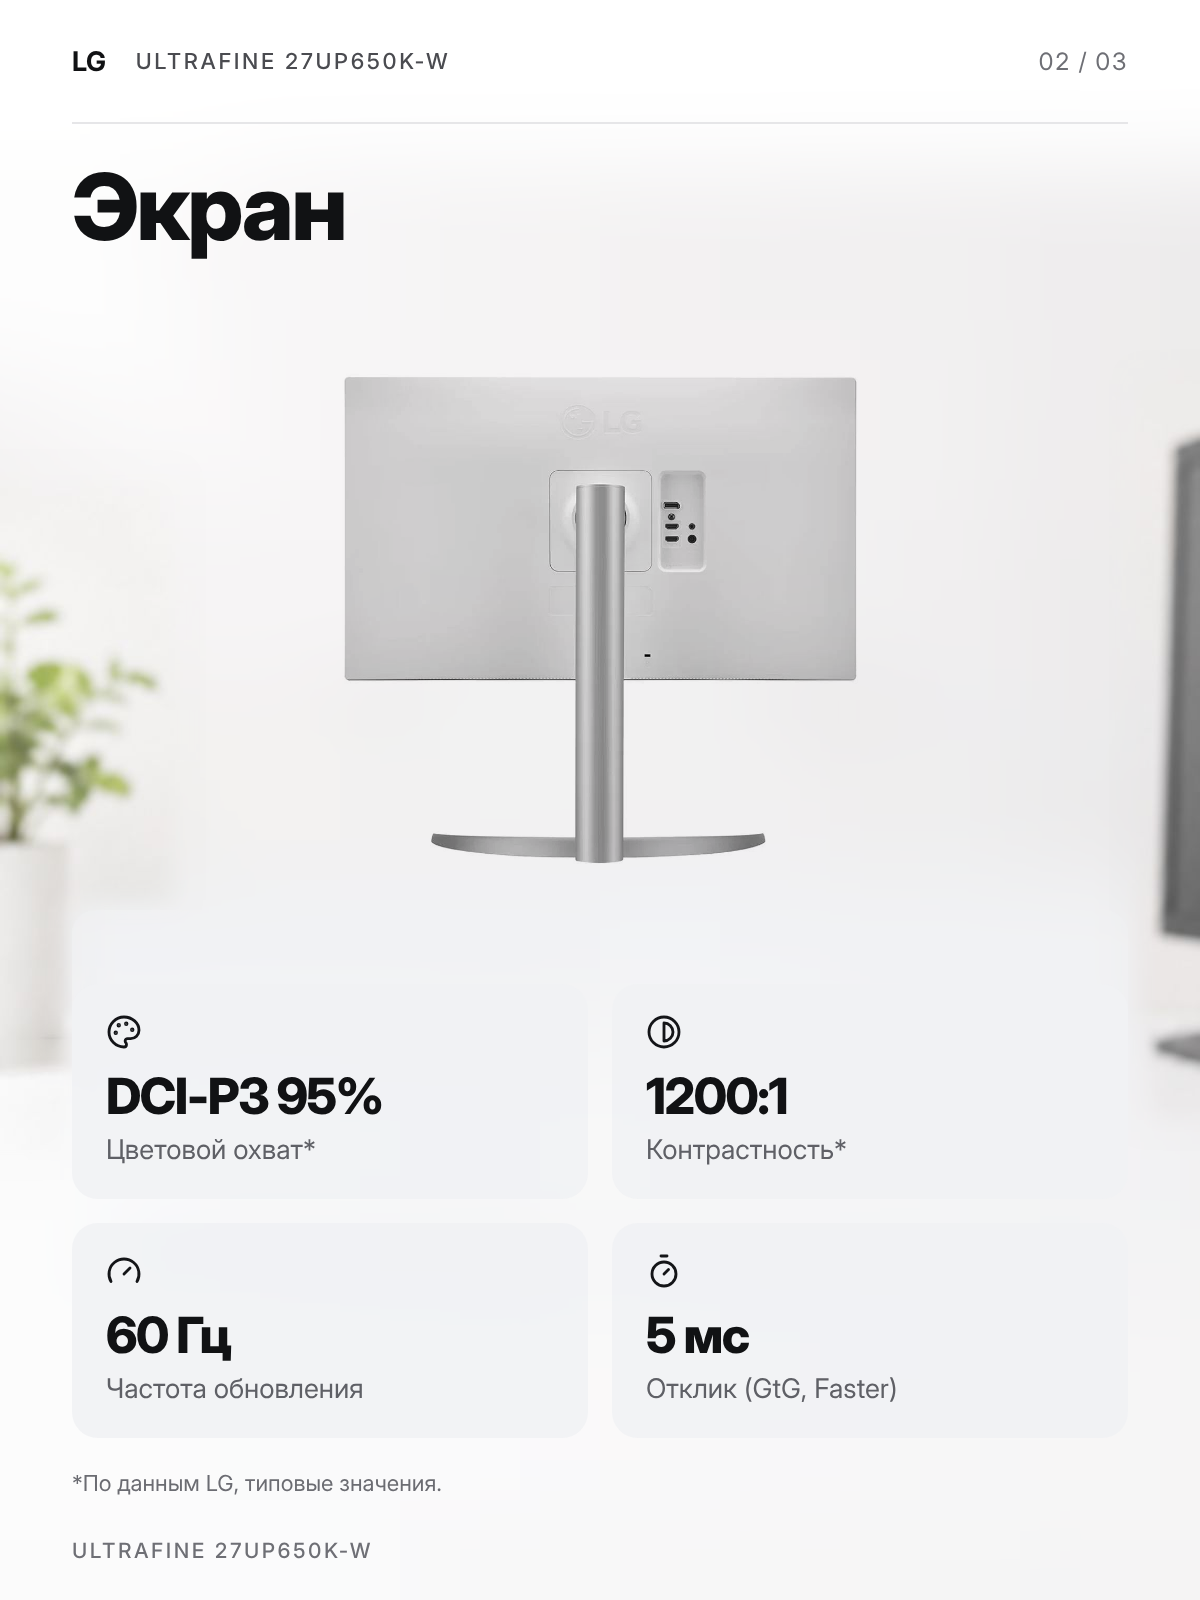 LG ULTRAFINE 27UP650K-W 02 / 03
Экран
LG
DCI-P3 95%
Цветовой охват*
1200:1
Контрастность*
60 Гц
Частота обновления
5 мс
Отклик (GtG, Faster)
*По данным LG, типовые значения.
ULTRAFINE 27UP650K-W